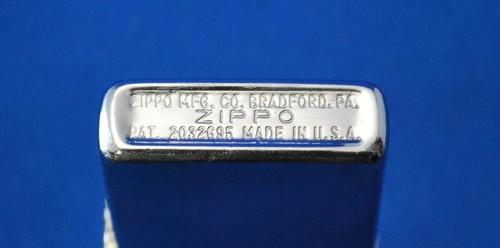 ZIPPO MFG. CO. BRADFORD. PA.
ZIPPO
PAT. 2032695 MADE IN U.S.A.